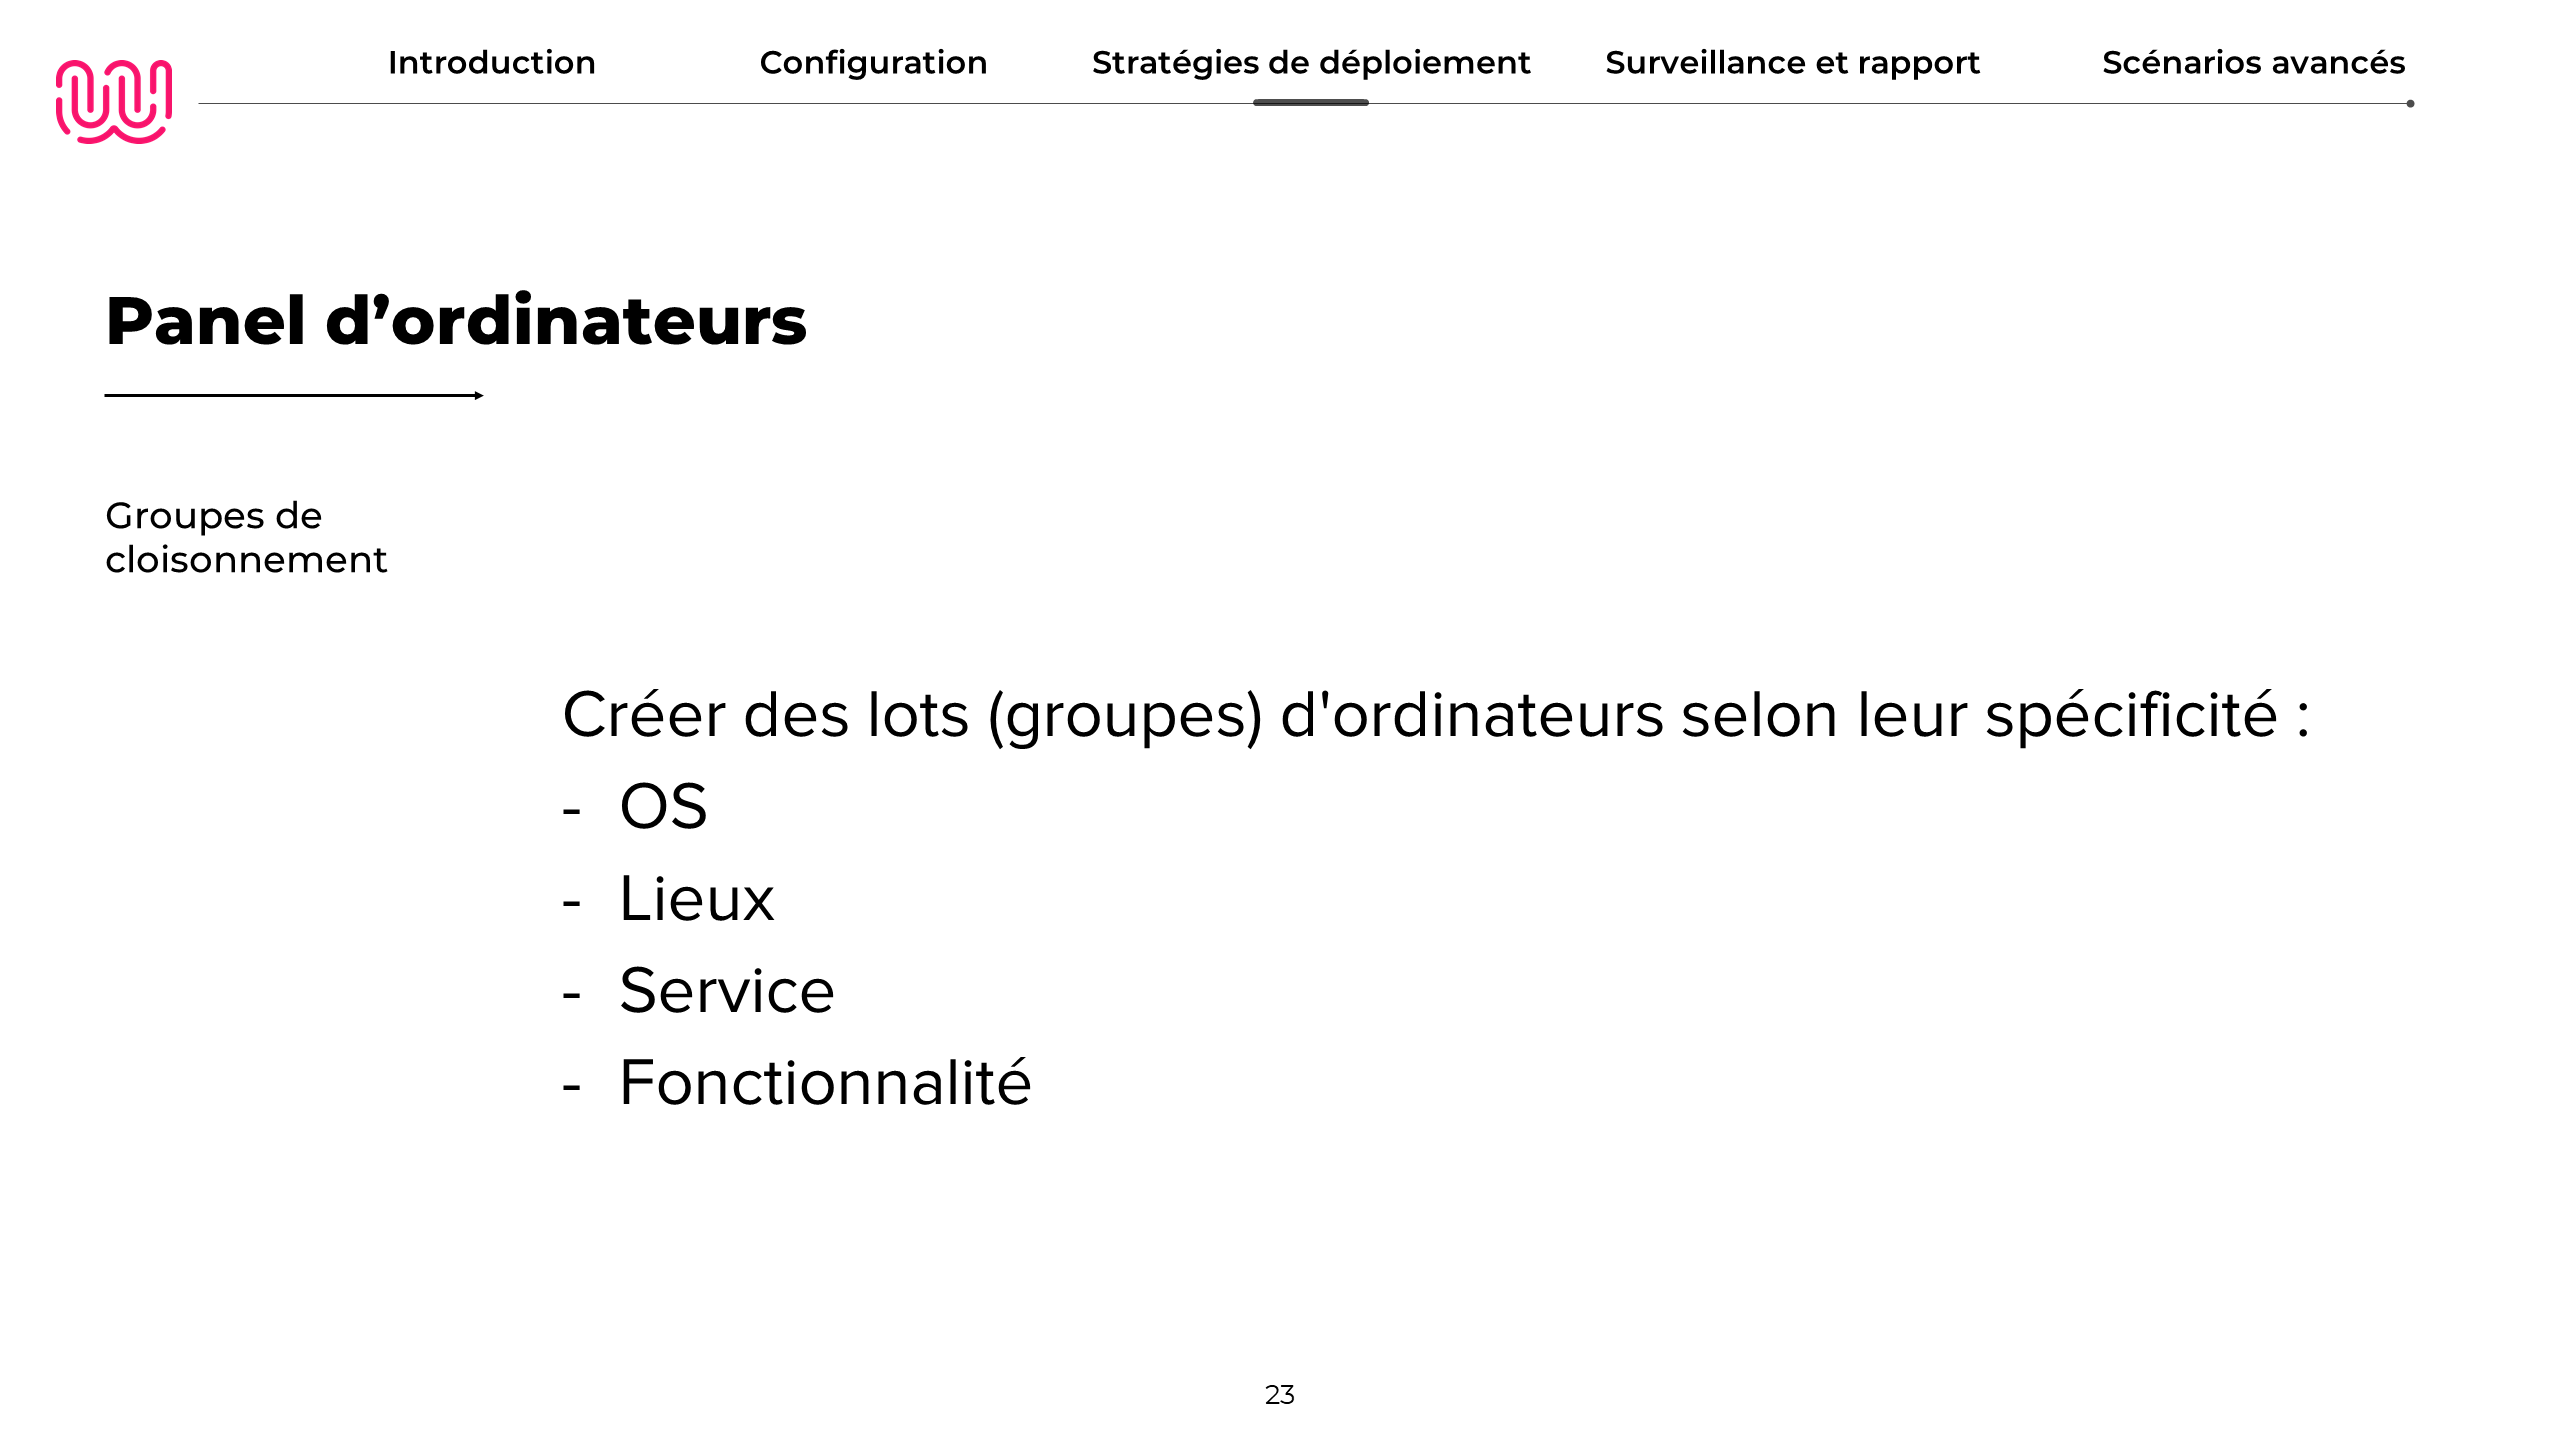 Introduction
Configuration
Stratégies de déploiement
Surveillance et rapport
Scénarios avancés
Panel d’ordinateurs
Groupes de
cloisonnement
Créer des lots (groupes) d'ordinateurs selon leur spécificité :
- OS
- Lieux
- Service
- Fonctionnalité
23